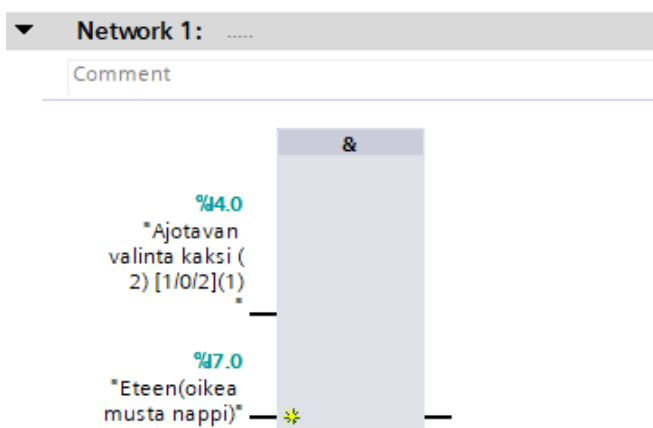 Network 1: .....
Comment
&
%I4.0
"Ajotavan
valinta kaksi (
2) [1/0/2](1)
"
%I7.0
"Eteen(oikea
musta nappi)"